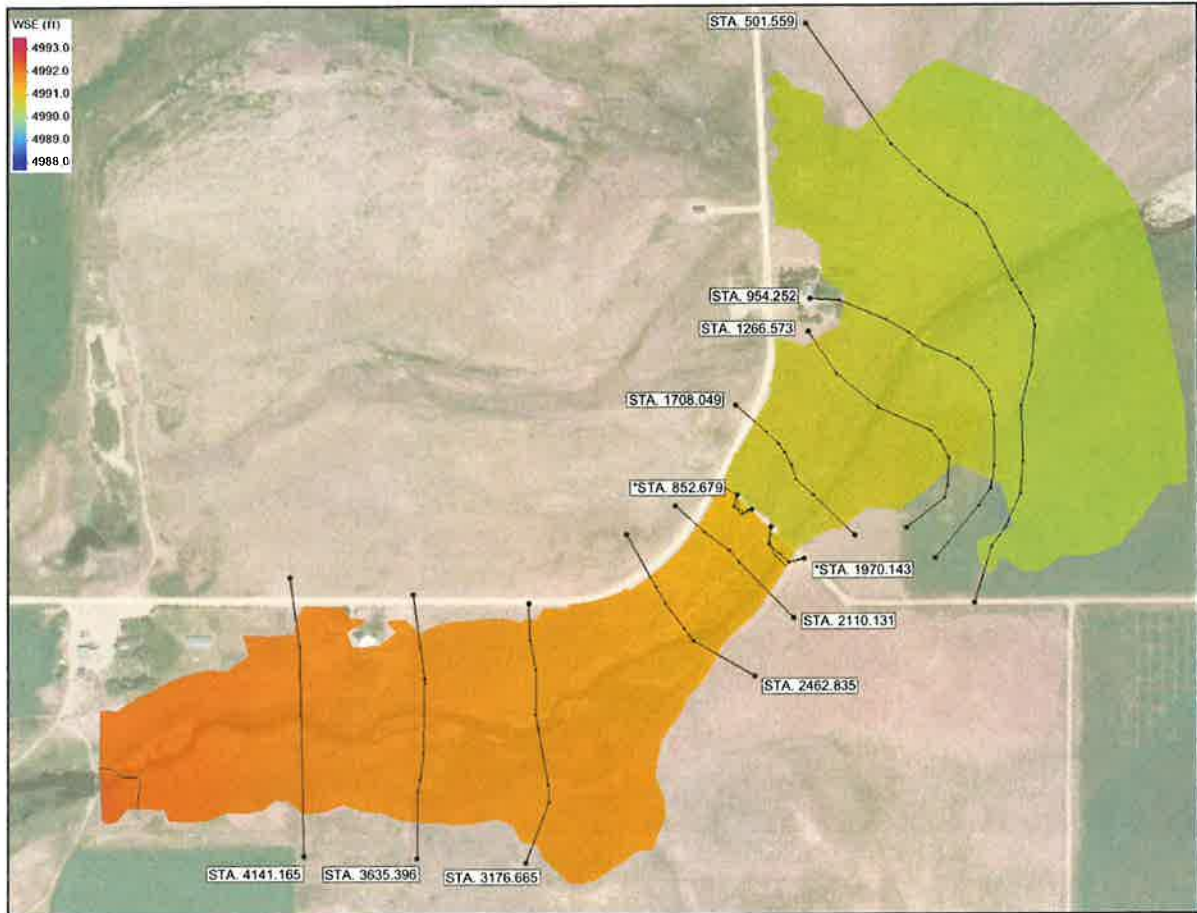 WSE (ft)
4993.0
4992.0
4991.0
4990.0
4989.0
4988.0
STA. 501.559
STA. 954.252
STA. 1266.573
STA. 1708.049
*STA. 852.679
*STA. 1970.143
STA. 2110.131
STA. 2462.835
STA. 4141.165
STA. 3635.396
STA. 3176.665